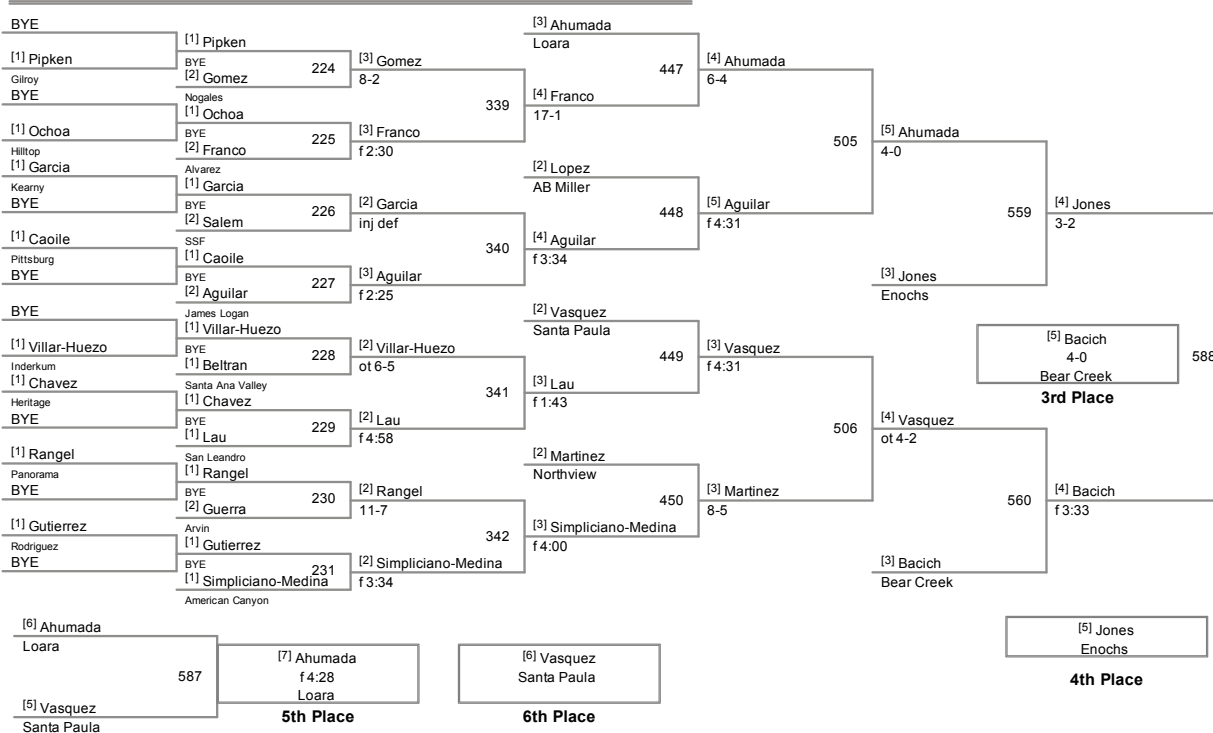 BYE
[1] Pipken
Gilroy
BYE
[1] Ochoa
Hilltop
[1] Garcia
Kearny
BYE
[1] Caoile
Pittsburg
BYE
BYE
[1] Villar-Huezo
Inderkum
[1] Chavez
Heritage
BYE
[1] Rangel
Panorama
BYE
[1] Gutierrez
Rodriguez
BYE
[1] Pipken
BYE
[2] Gomez
224
Nogales
[1] Ochoa
BYE
[2] Franco
225
Alvarez
[1] Garcia
BYE
[2] Salem
226
SSF
[1] Caoile
BYE
[2] Aguilar
227
James Logan
[1] Villar-Huezo
BYE
[1] Beltran
228
Santa Ana Valley
[1] Chavez
BYE
[1] Lau
229
San Leandro
[1] Rangel
BYE
[2] Guerra
230
Arvin
[1] Gutierrez
BYE
[1] Simpliciano-Medina
231
American Canyon
[3] Gomez
8-2
339
[3] Franco
f 2:30
[2] Garcia
inj def
340
[3] Aguilar
f 2:25
[2] Villar-Huezo
ot 6-5
341
[2] Lau
f 4:58
[2] Rangel
11-7
342
[2] Simpliciano-Medina
f 3:34
[3] Ahumada
Loara
447
[4] Franco
17-1
[2] Lopez
AB Miller
448
[4] Aguilar
f 3:34
[2] Vasquez
Santa Paula
449
[3] Lau
f 1:43
[2] Martinez
Northview
450
[3] Simpliciano-Medina
f 4:00
[4] Ahumada
6-4
505
[5] Aguilar
f 4:31
[3] Vasquez
f 4:31
506
[3] Martinez
8-5
[5] Ahumada
4-0
559
[3] Jones
Enochs
[4] Vasquez
ot 4-2
560
[3] Bacich
Bear Creek
[4] Jones
3-2
[5] Bacich
4-0
Bear Creek
588
3rd Place
[4] Bacich
f 3:33
[5] Jones
Enochs
4th Place
[6] Ahumada
Loara
587
[5] Vasquez
Santa Paula
[7] Ahumada
f 4:28
Loara
5th Place
[6] Vasquez
Santa Paula
6th Place